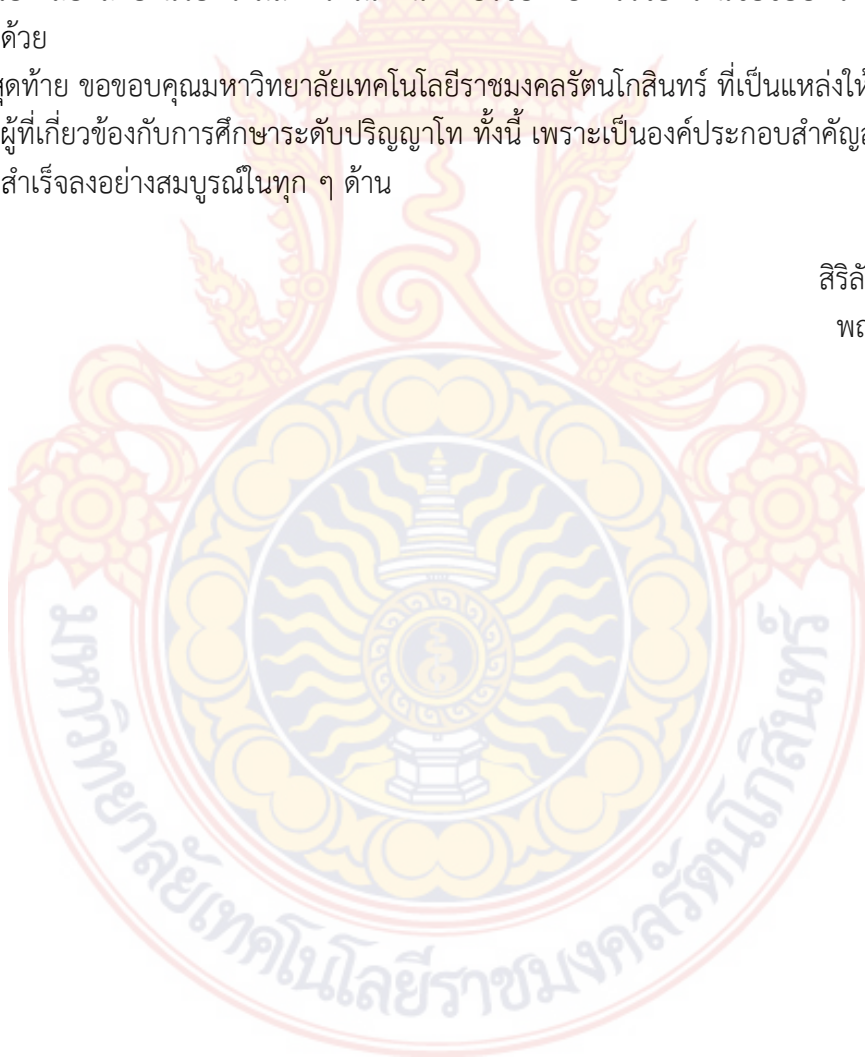 ด้วย
สุดท้าย ขอขอบคุณมหาวิทยาลัยเทคโนโลยีราชมงคลรัตนโกสินทร์ ที่เป็นแหล่งให้
ผู้ที่เกี่ยวข้องกับการศึกษาระดับปริญญาโท ทั้งนี้ เพราะเป็นองค์ประกอบสำคัญ
สำเร็จลงอย่างสมบูรณ์ในทุก ๆ ด้าน
มหาวิทยาลัยเทคโนโลยีราชมงคลรัตนโกสินทร์